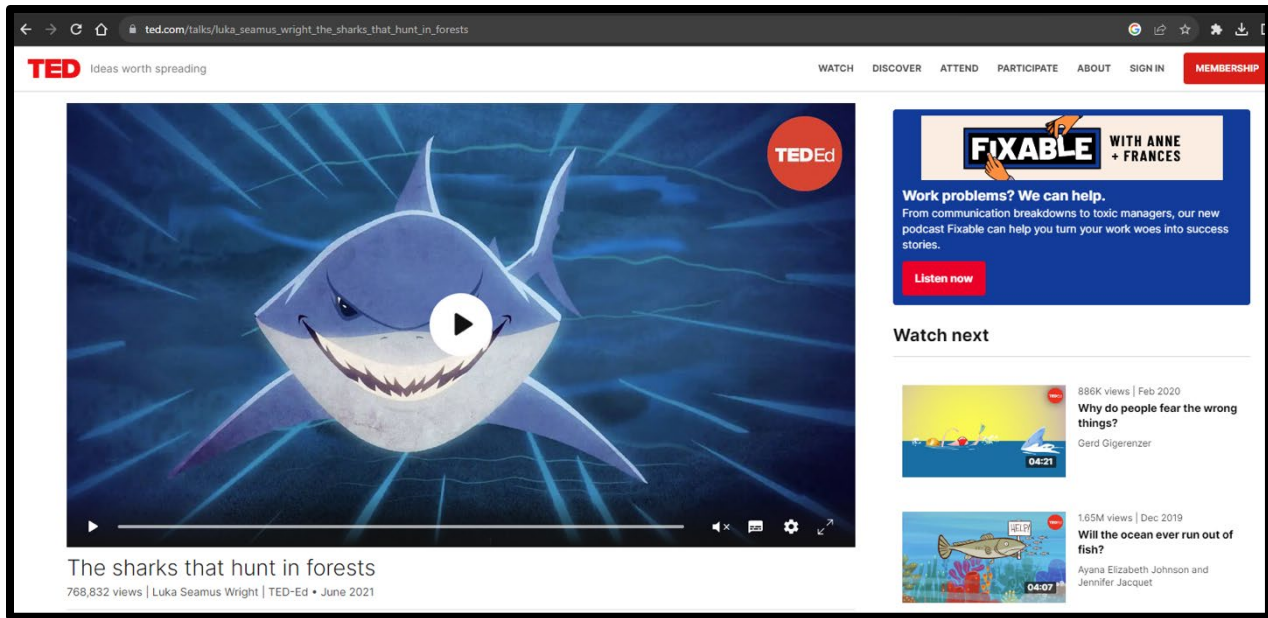 ted.com/talks/luka_seamus_wright_the_sharks_that_hunt_in_forests
TED Ideas worth spreading
WATCH DISCOVER ATTEND PARTICIPATE ABOUT SIGN IN MEMBERSHIP
TEDEd
FIXABLE
WITH ANNE
+ FRANCES
Work problems? We can help.
From communication breakdowns to toxic managers, our new
podcast Fixable can help you turn your work woes into success
stories.
Listen now
Watch next
886K views | Feb 2020
Why do people fear the wrong
things?
Gerd Gigerenzer
04:21
HELP!
1.65M views | Dec 2019
Will the ocean ever run out of
fish?
Ayana Elizabeth Johnson and
Jennifer Jacquet
04:07
The sharks that hunt in forests
768,832 views | Luka Seamus Wright | TED-Ed • June 2021